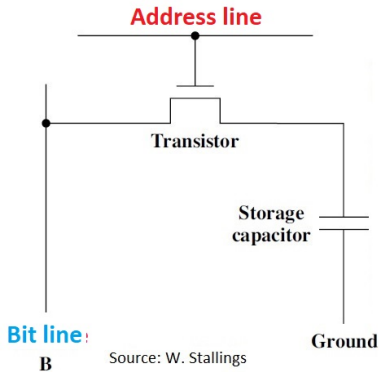 Address line
Transistor
Storage
capacitor
Bit line:
Ground
B
Source: W. Stallings